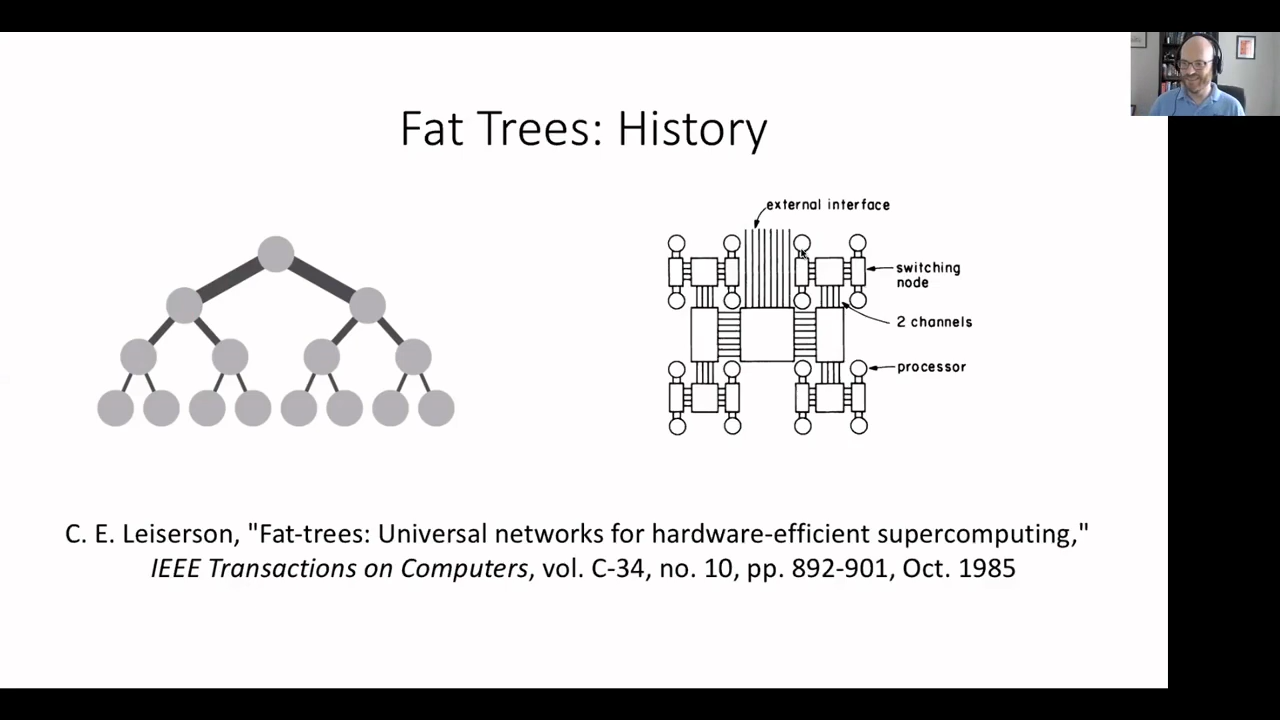 Fat Trees: History
external interface
switching
node
2 channels
processor
C. E. Leiserson, "Fat-trees: Universal networks for hardware-efficient supercomputing,"
IEEE Transactions on Computers, vol. C-34, no. 10, pp. 892-901, Oct. 1985